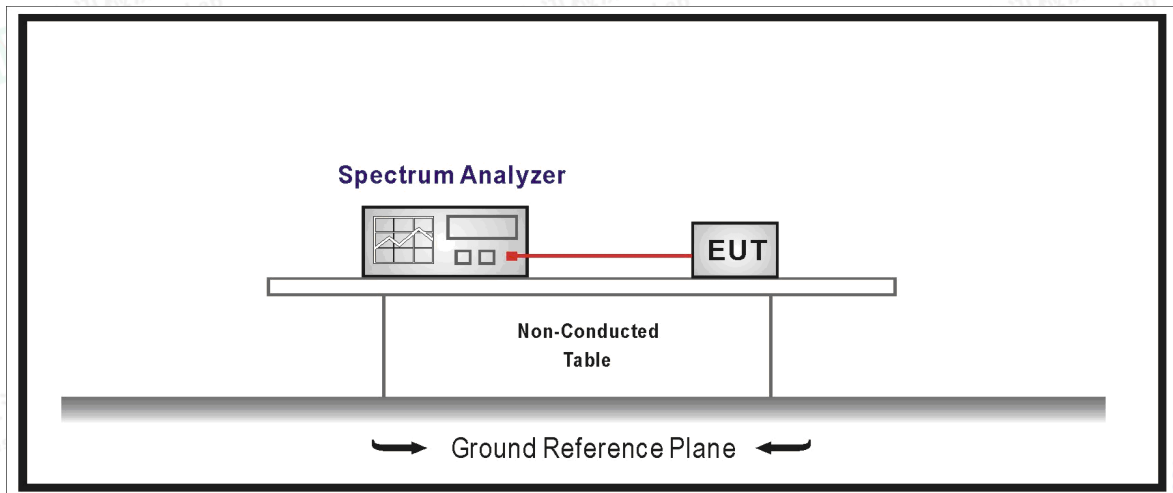 Spectrum Analyzer
EUT
Non-Conducted
Table
Ground Reference Plane